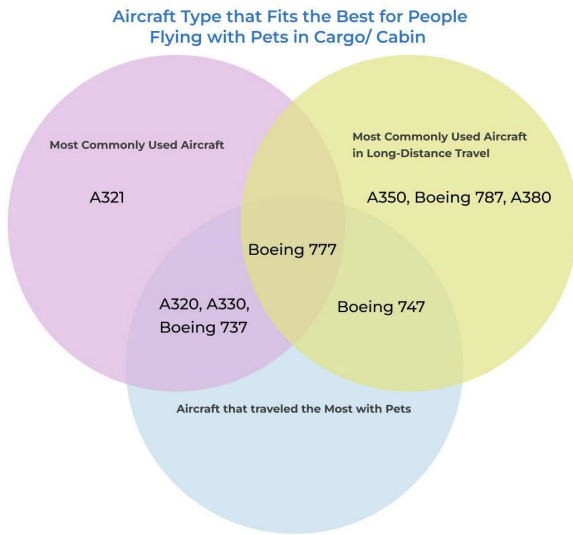 Aircraft Type that Fits the Best for People
Flying with Pets in Cargo/ Cabin
Most Commonly Used Aircraft
Most Commonly Used Aircraft
in Long-Distance Travel
A321
A350, Boeing 787, A380
Boeing 777
A320, A330,
Boeing 737
Boeing 747
Aircraft that traveled the Most with Pets